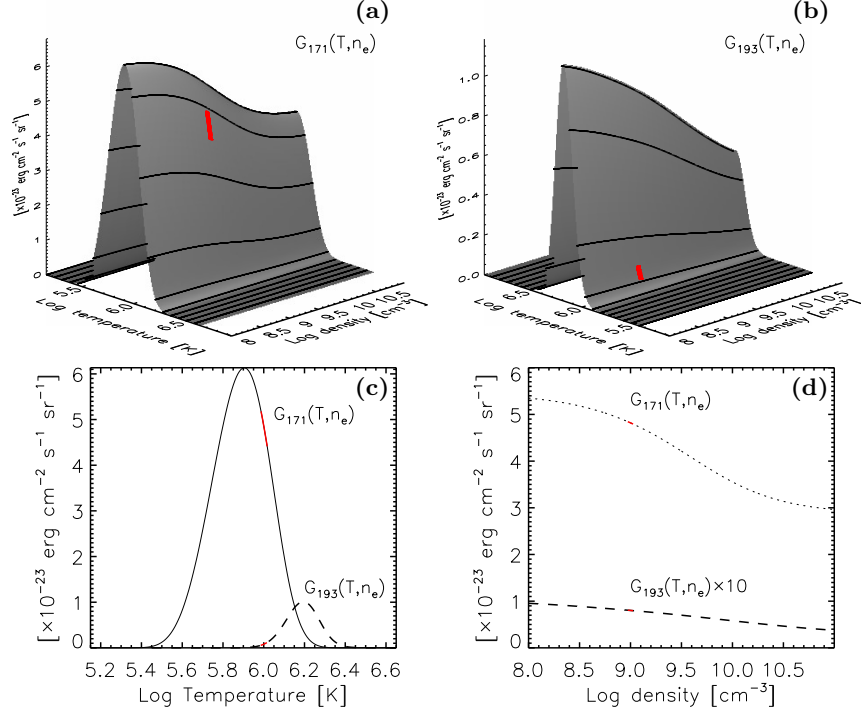 (a)
G₁₇₁(T,nₑ)
[×10⁻²³ erg cm⁻² s⁻¹ sr⁻¹]
6
5
4
3
2
1
0
5.5
6.0
6.5
Log temperature [K]
8
8.5
9
9.5
10
10.5
Log density [cm⁻³]
(b)
G₁₉₃(T,nₑ)
[×10⁻²³ erg cm⁻² s⁻¹ sr⁻¹]
1.0
0.8
0.6
0.4
0.2
0.0
6.5
6.0
5.5
Log temperature [K]
8
8.5
9
9.5
10
10.5
Log density [cm⁻³]
(c)
[×10⁻²³ erg cm⁻² s⁻¹ sr⁻¹]
6
5
4
3
2
1
0
G₁₇₁(T,nₑ)
G₁₉₃(T,nₑ)
5.2 5.4 5.6 5.8 6.0 6.2 6.4 6.6
Log Temperature [K]
(d)
[×10⁻²³ erg cm⁻² s⁻¹ sr⁻¹]
6
5
4
3
2
1
0
G₁₇₁(T,nₑ)
G₁₉₃(T,nₑ)×10
8.0 8.5 9.0 9.5 10.0 10.5
Log density [cm⁻³]